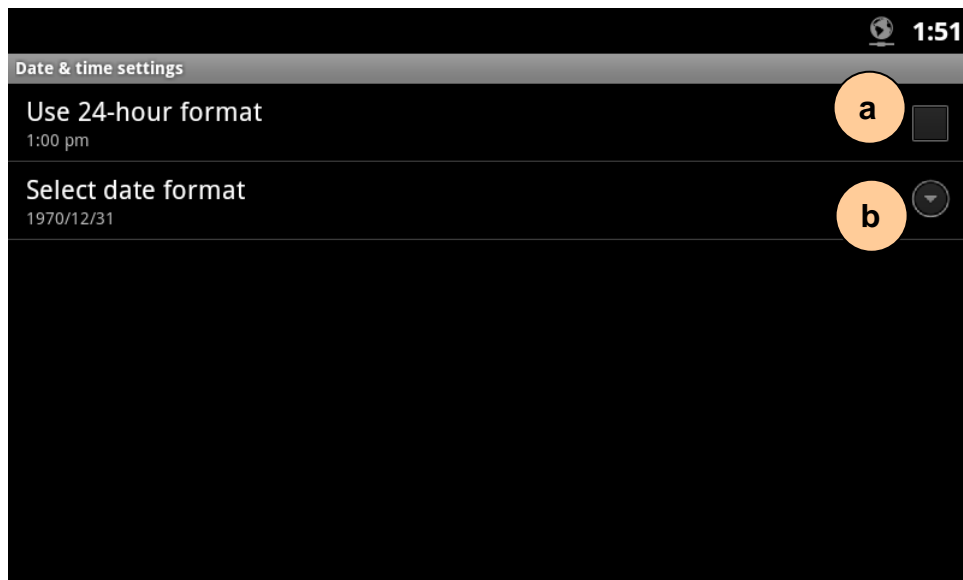 1:51
Date & time settings
Use 24-hour format
1:00 pm
a
Select date format
1970/12/31
b